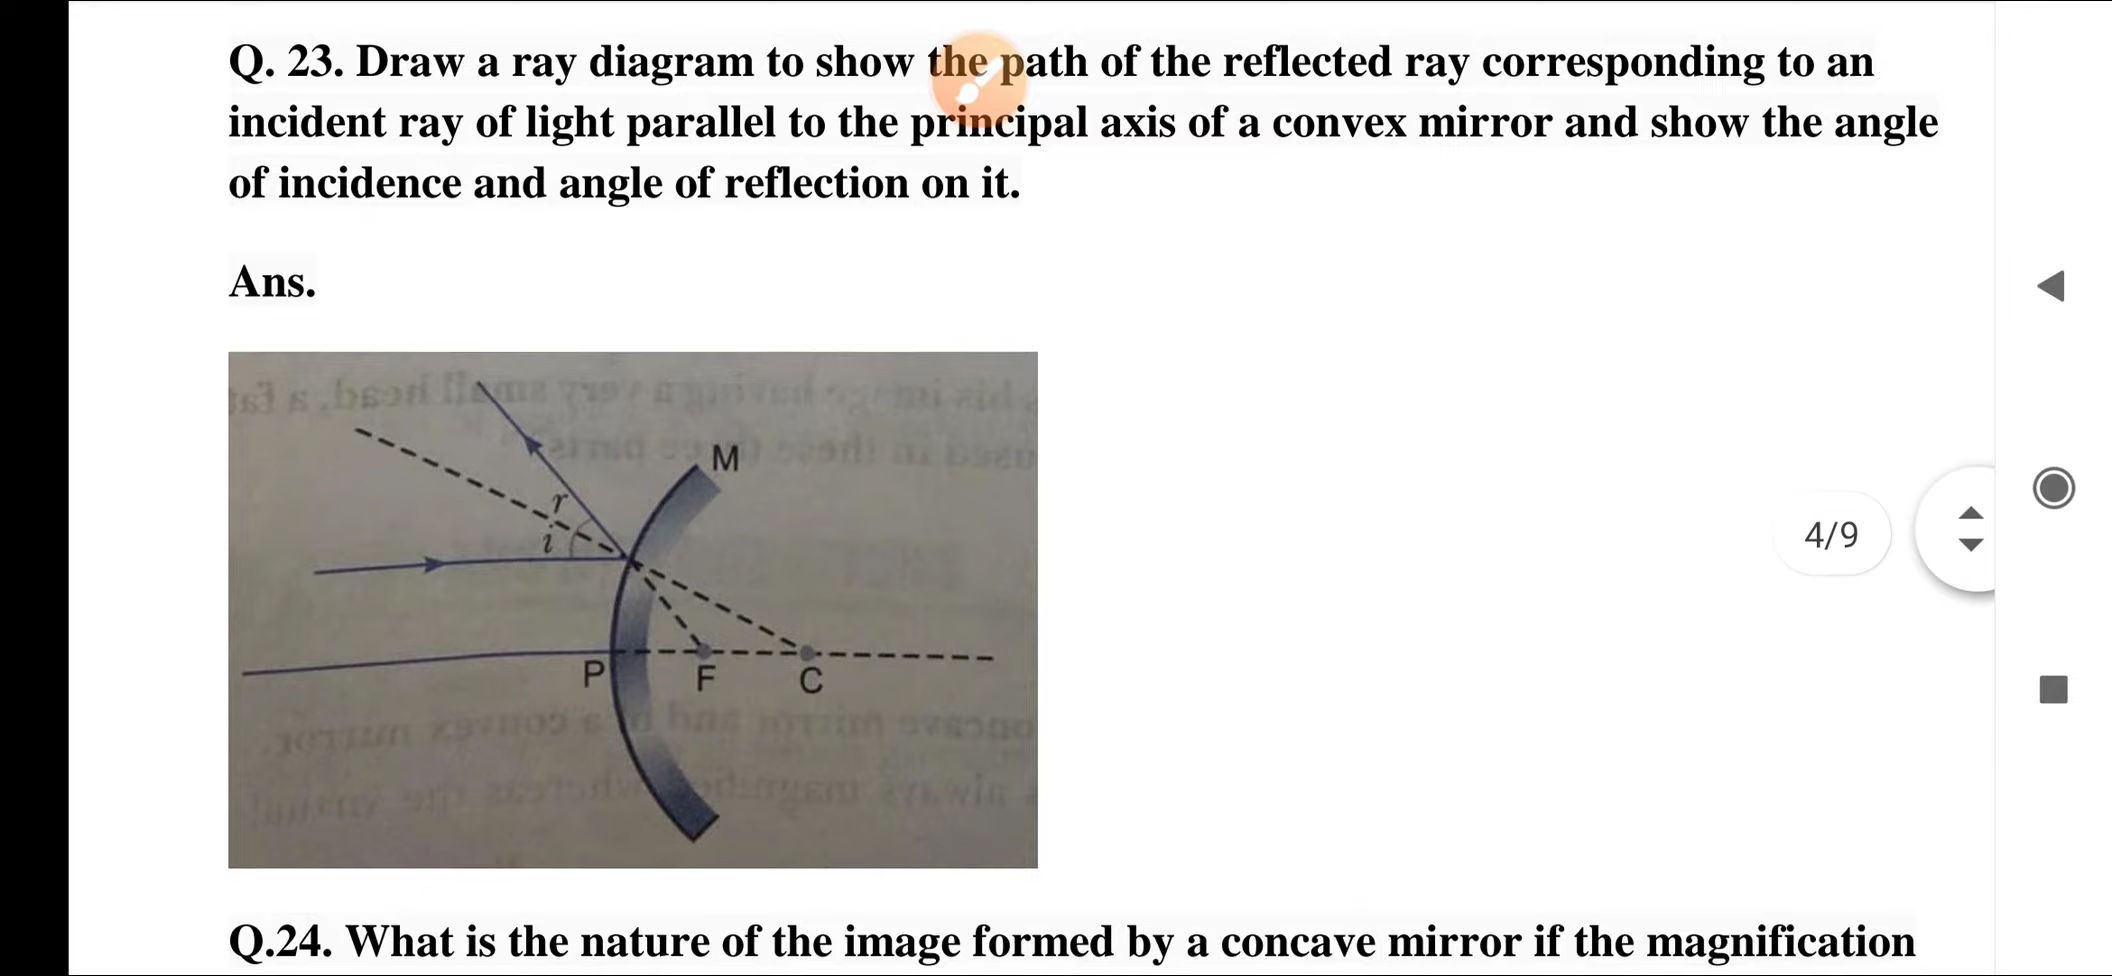 Q. 23. Draw a ray diagram to show the path of the reflected ray corresponding to an
incident ray of light parallel to the principal axis of a convex mirror and show the angle
of incidence and angle of reflection on it.
Ans.
M
r
i
P
F
C
4/9
Q.24. What is the nature of the image formed by a concave mirror if the magnification